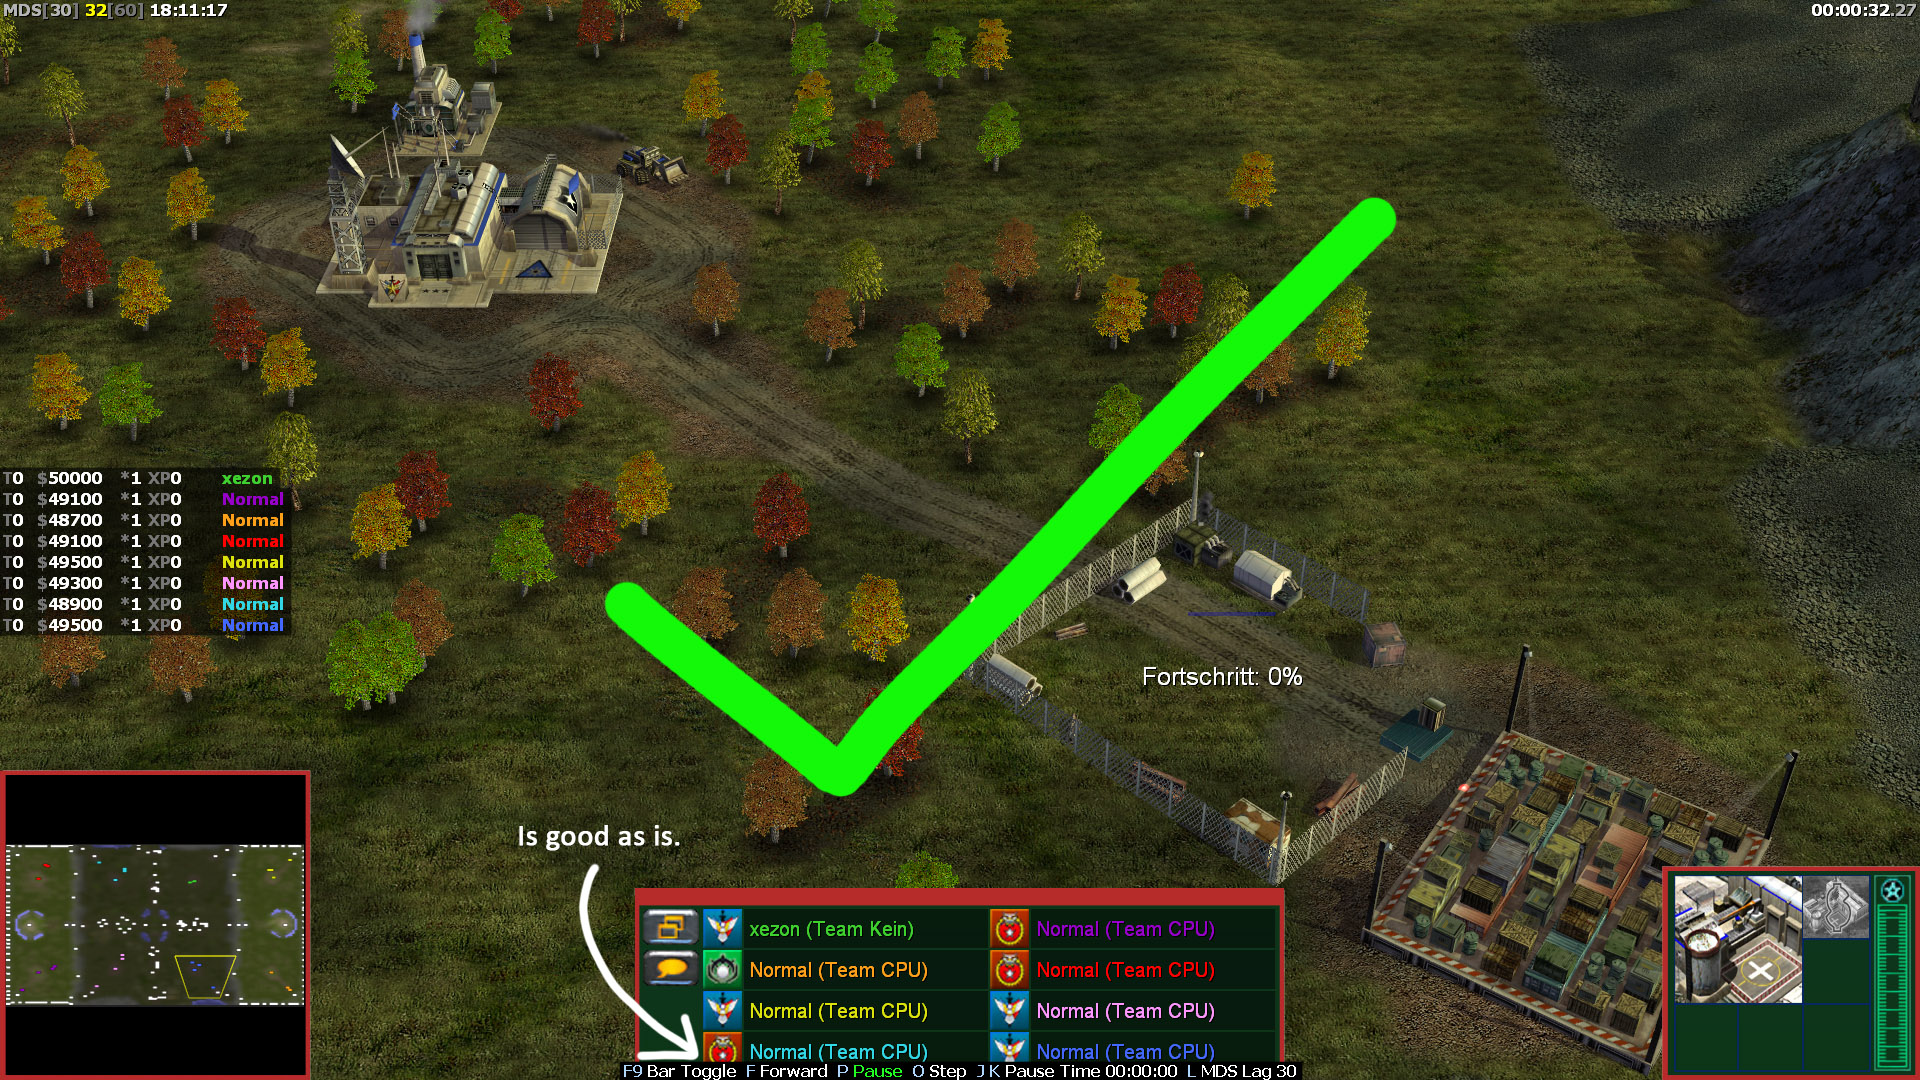 MDS[30] 32[60] 18:11:17
00:00:32.27
T0 $50000 *1 XP0 xezon
T0 $49100 *1 XP0 Normal
T0 $48700 *1 XP0 Normal
T0 $49100 *1 XP0 Normal
T0 $49500 *1 XP0 Normal
T0 $49300 *1 XP0 Normal
T0 $48900 *1 XP0 Normal
T0 $49500 *1 XP0 Normal
Fortschritt: 0%
Is good as is.
xezon (Team Kein) Normal (Team CPU)
Normal (Team CPU) Normal (Team CPU)
Normal (Team CPU) Normal (Team CPU)
Normal (Team CPU) Normal (Team CPU)
F9 Bar Toggle F Forward P Pause O Step J K Pause Time 00:00:00 L MDS Lag 30